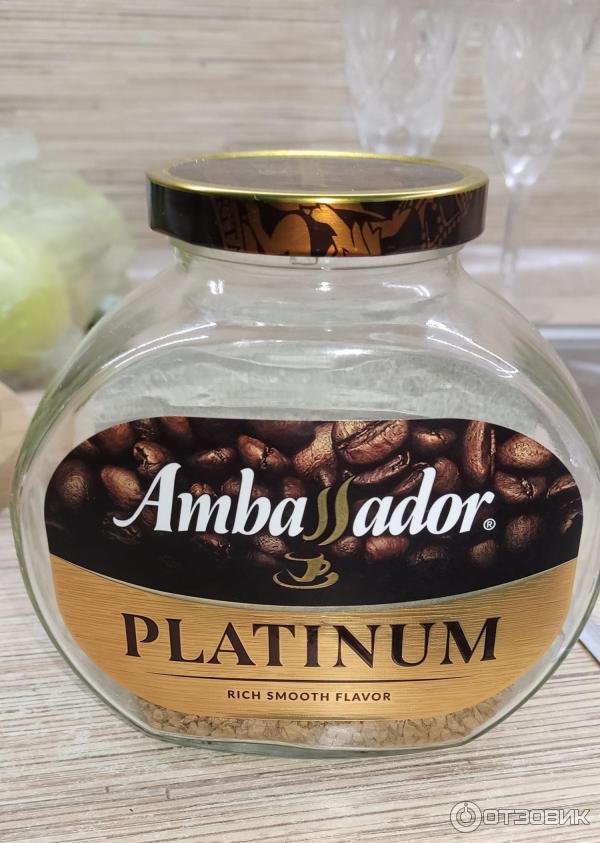 Ambassador®
PLATINUM
RICH SMOOTH FLAVOR
ОТЗОВИК